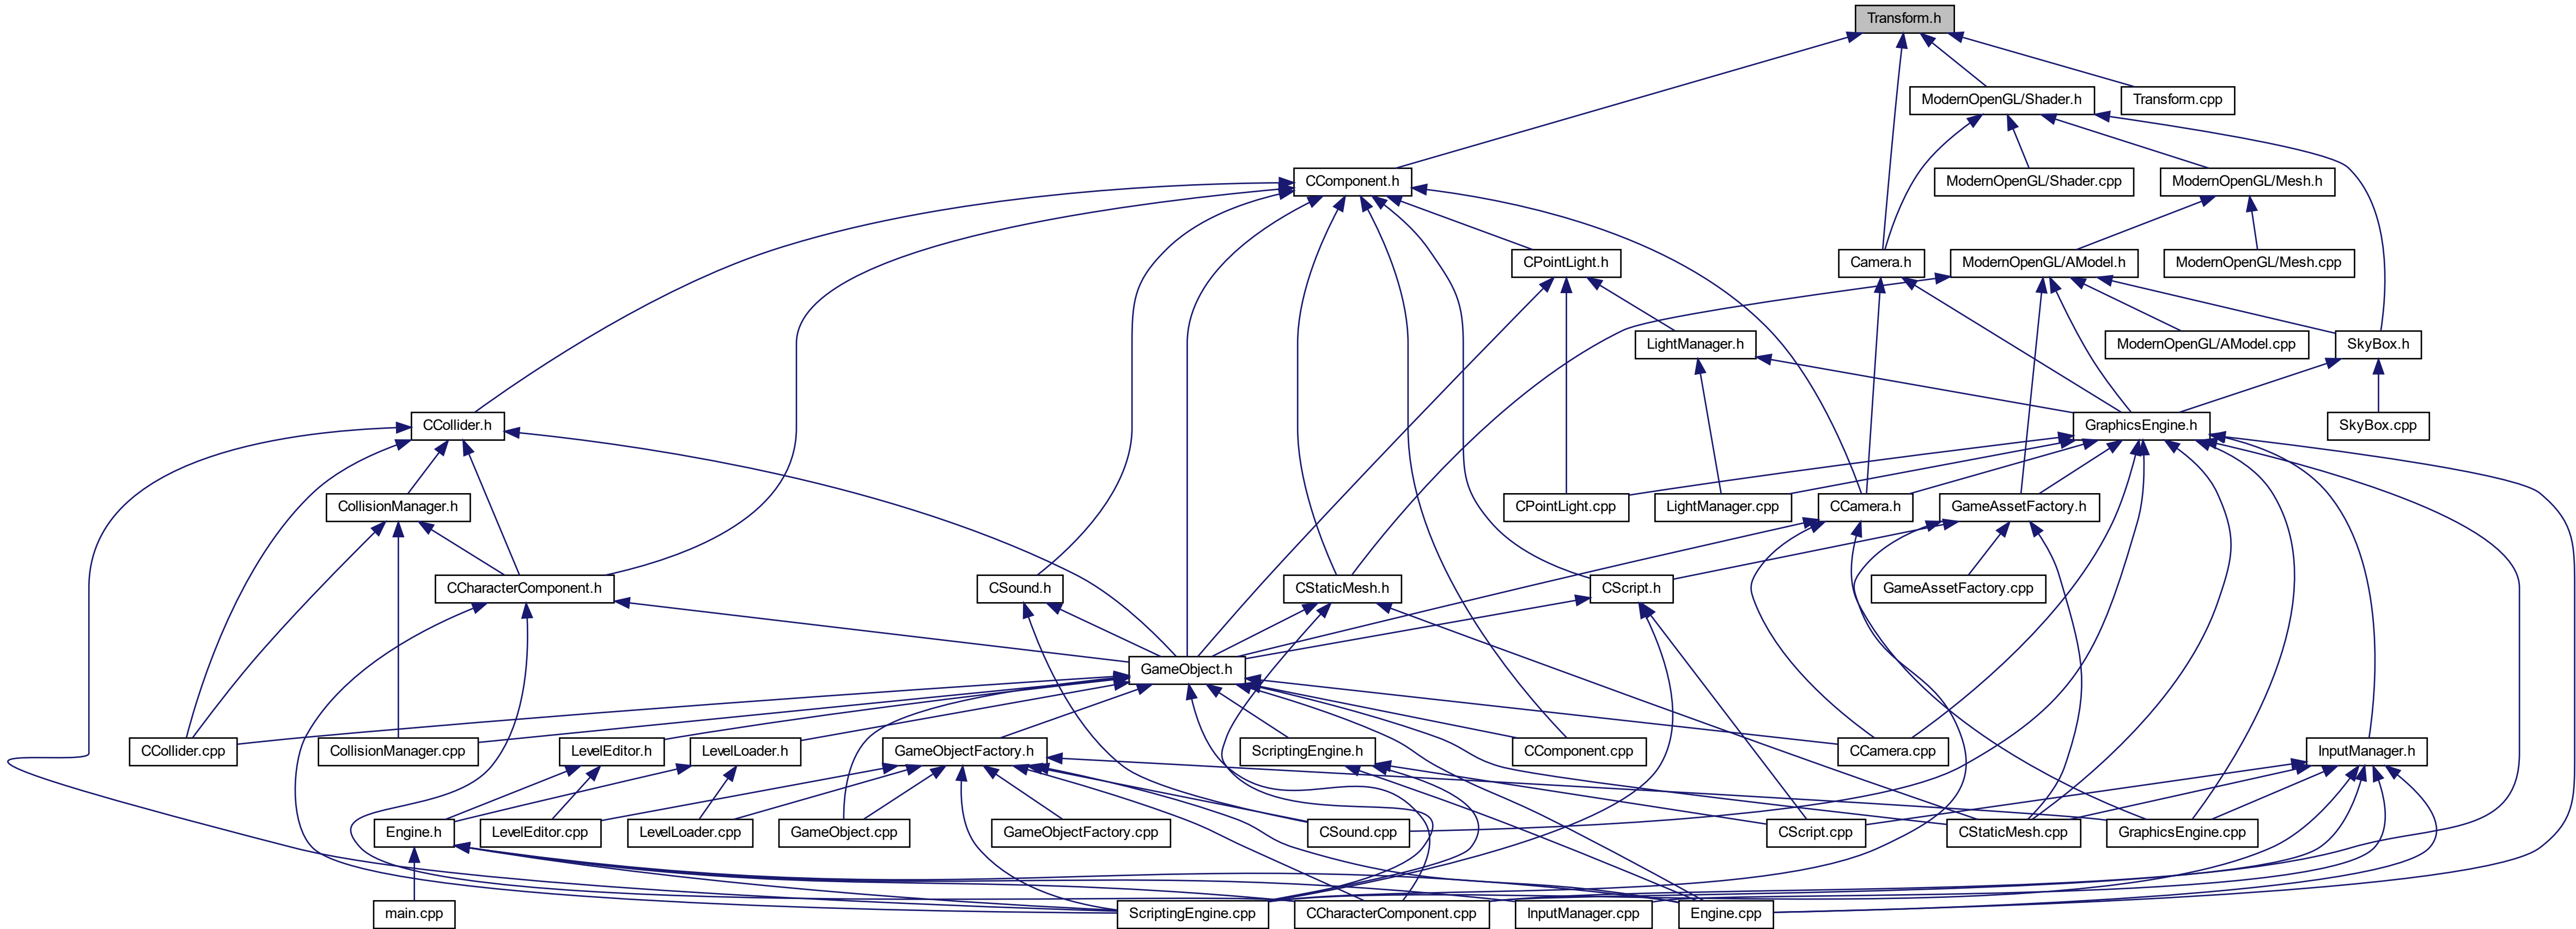 Transform.h
ModernOpenGL/Shader.h
Transform.cpp
CComponent.h
ModernOpenGL/Shader.cpp
ModernOpenGL/Mesh.h
CPointLight.h
Camera.h
ModernOpenGL/AModel.h
ModernOpenGL/Mesh.cpp
LightManager.h
ModernOpenGL/AModel.cpp
SkyBox.h
CCollider.h
GraphicsEngine.h
SkyBox.cpp
CollisionManager.h
CPointLight.cpp
LightManager.cpp
CCamera.h
GameAssetFactory.h
CCharacterComponent.h
CSound.h
CStaticMesh.h
CScript.h
GameAssetFactory.cpp
GameObject.h
CCollider.cpp
CollisionManager.cpp
LevelEditor.h
LevelLoader.h
GameObjectFactory.h
ScriptingEngine.h
CComponent.cpp
CCamera.cpp
InputManager.h
Engine.h
LevelEditor.cpp
LevelLoader.cpp
GameObject.cpp
GameObjectFactory.cpp
CSound.cpp
CScript.cpp
CStaticMesh.cpp
GraphicsEngine.cpp
main.cpp
ScriptingEngine.cpp
CCharacterComponent.cpp
InputManager.cpp
Engine.cpp